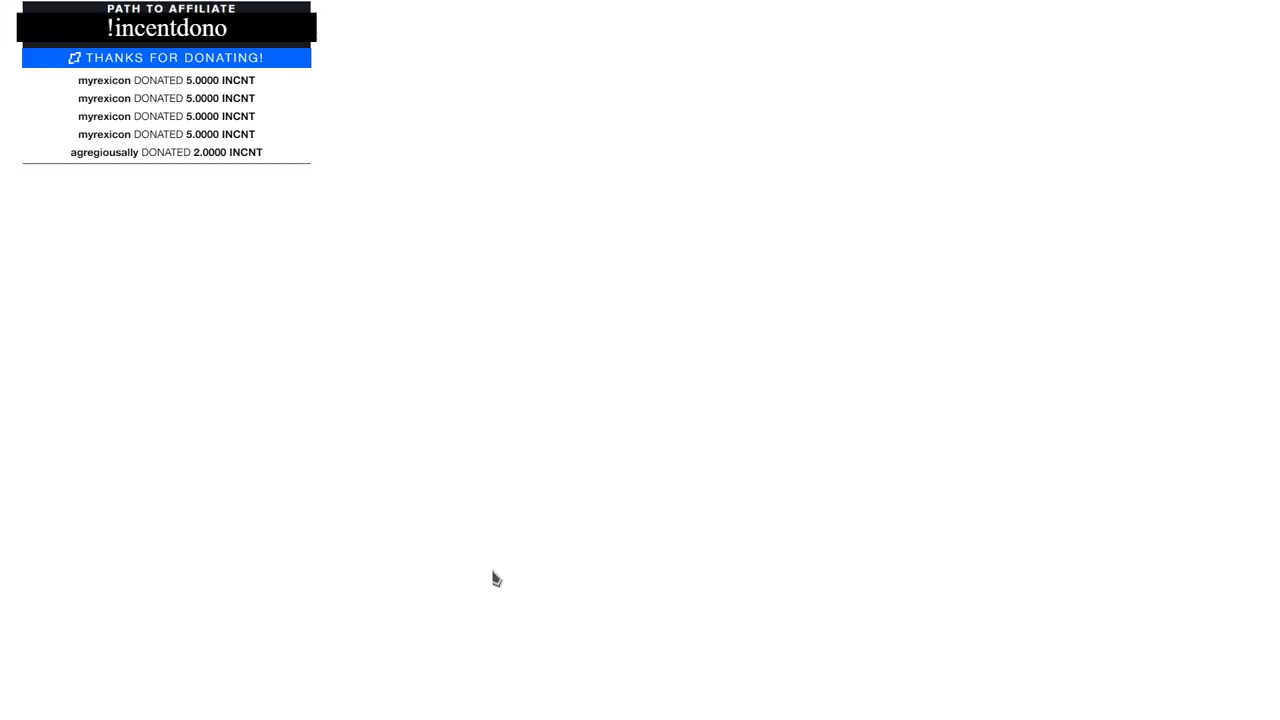 PATH TO AFFILIATE
!incentdono
THANKS FOR DONATING!
myrexicon DONATED 5.0000 INCNT
myrexicon DONATED 5.0000 INCNT
myrexicon DONATED 5.0000 INCNT
myrexicon DONATED 5.0000 INCNT
agregiousally DONATED 2.0000 INCNT